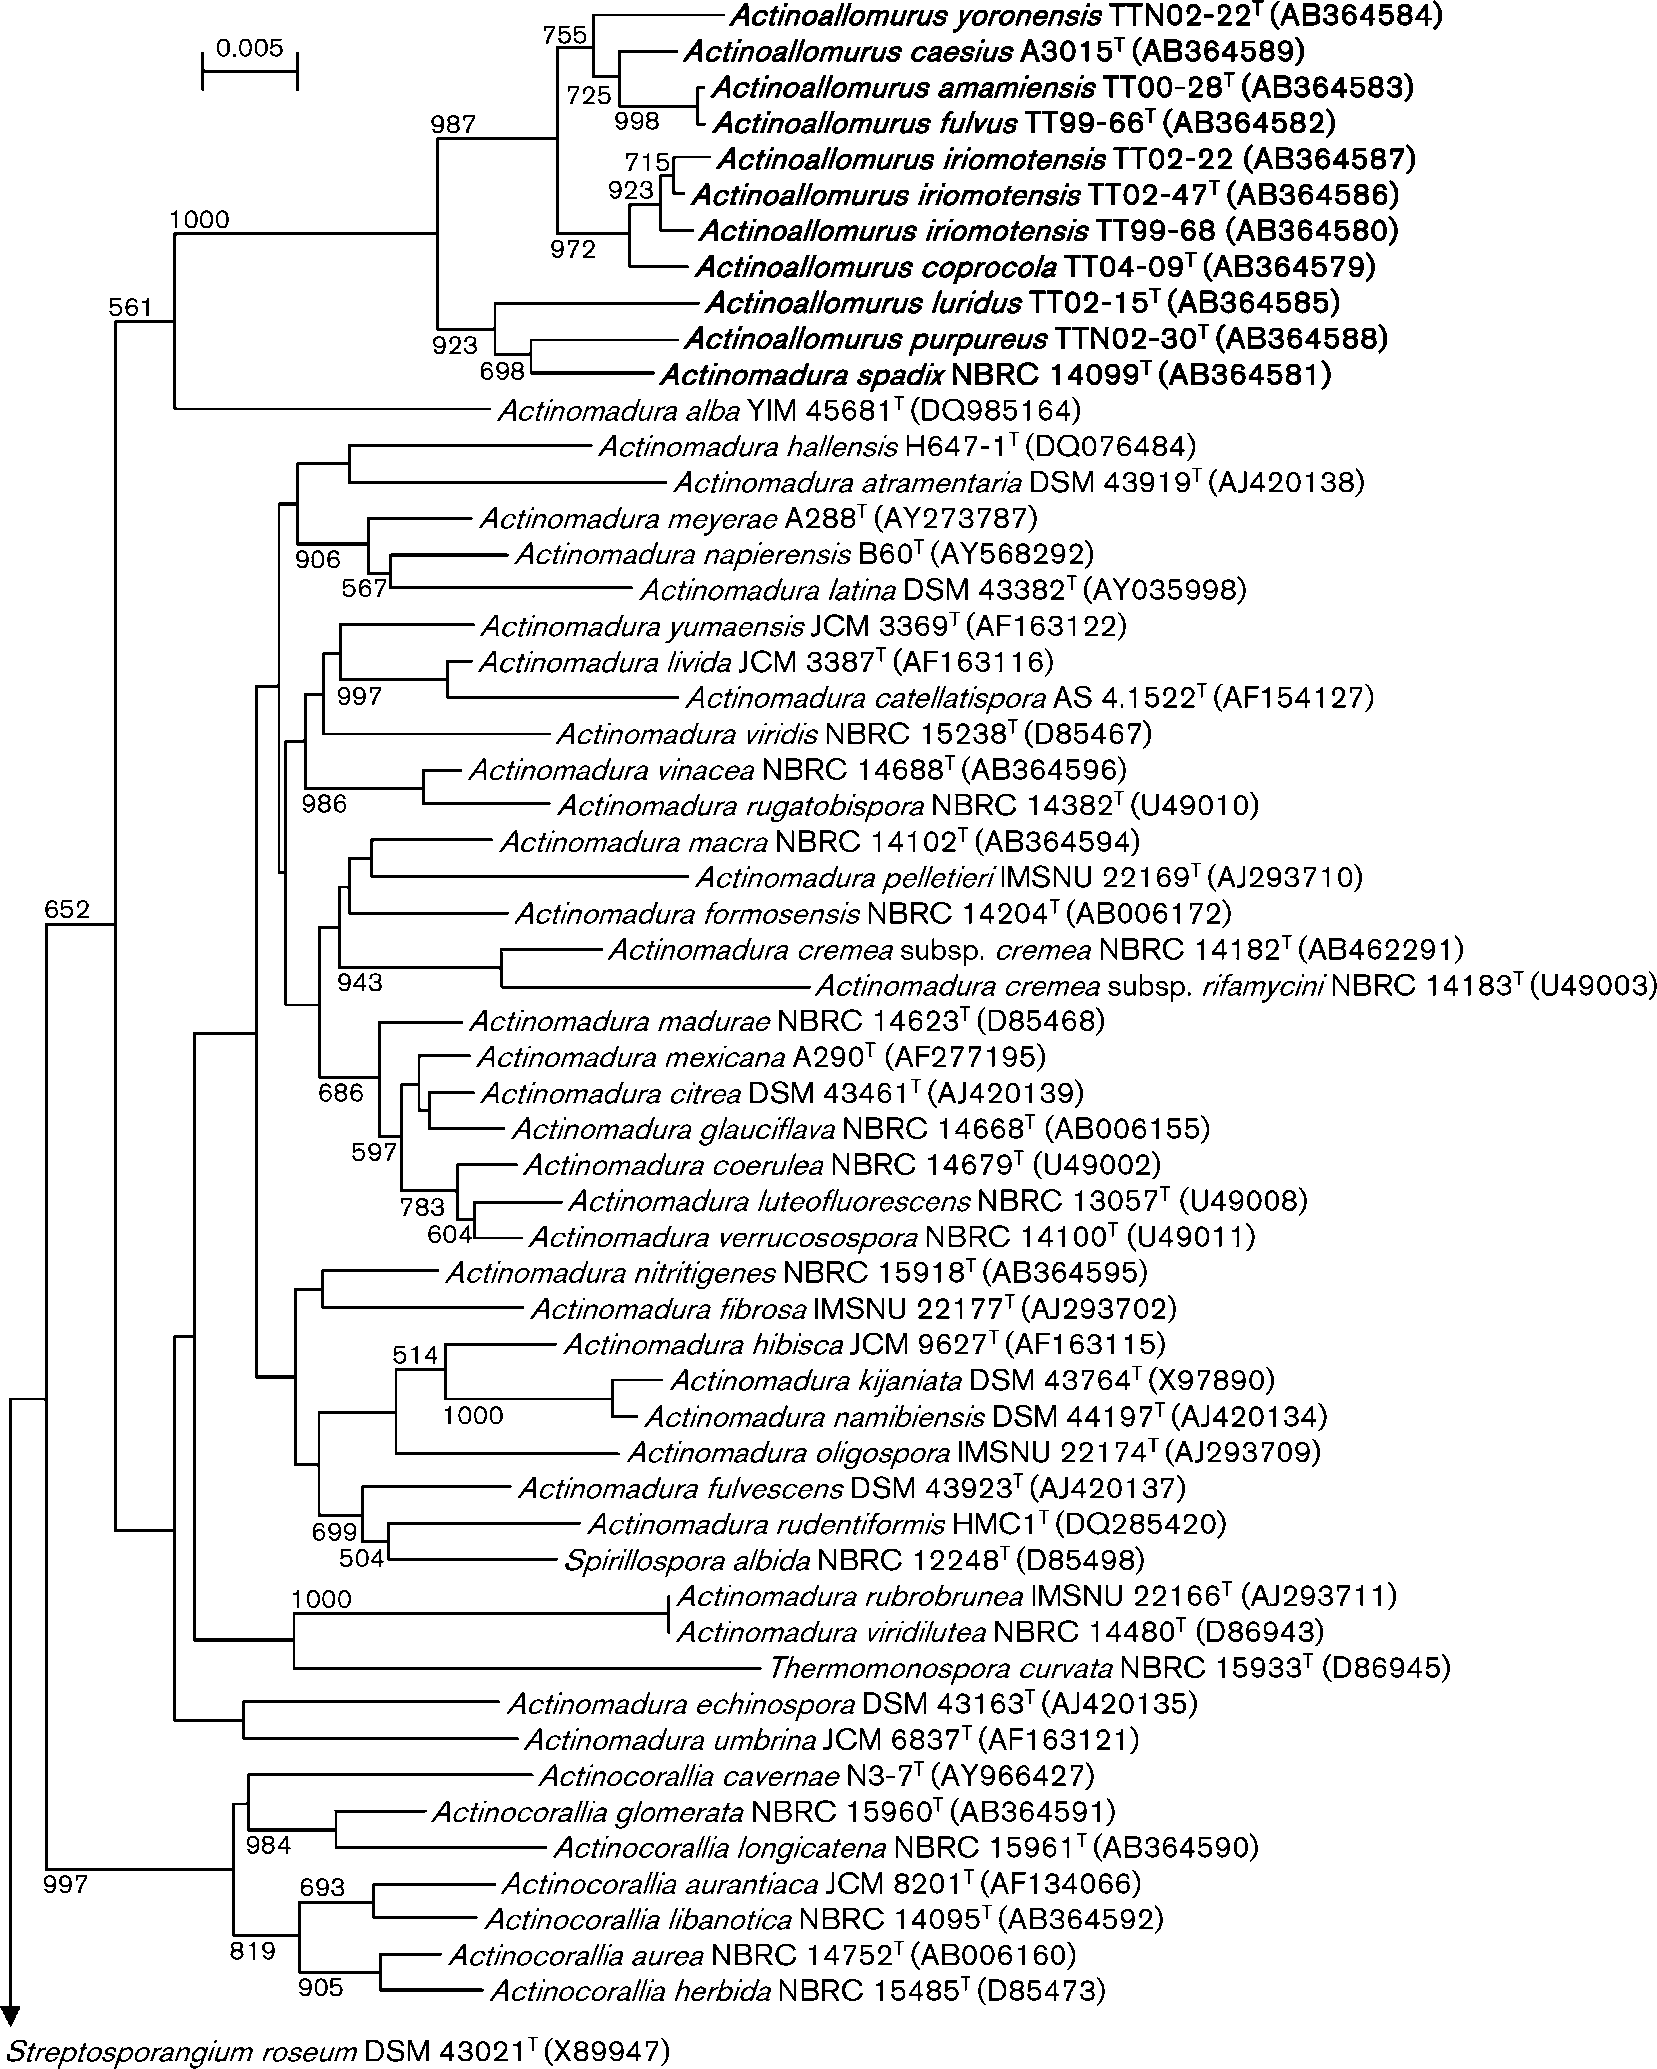 Actinoallomurus yoronensis TTN02-22ᵀ (AB364584)
755
0.005
Actinoallomurus caesius A3015ᵀ (AB364589)
Actinoallomurus amamiensis TT00-28ᵀ (AB364583)
725
998
Actinoallomurus fulvus TT99-66ᵀ (AB364582)
987
715
Actinoallomurus iriomotensis TT02-22 (AB364587)
923
Actinoallomurus iriomotensis TT02-47ᵀ (AB364586)
1000
Actinoallomurus iriomotensis TT99-68 (AB364580)
972
Actinoallomurus coprocola TT04-09ᵀ (AB364579)
561
Actinoallomurus luridus TT02-15ᵀ (AB364585)
923
Actinoallomurus purpureus TTN02-30ᵀ (AB364588)
698
Actinomadura spadix NBRC 14099ᵀ (AB364581)
Actinomadura alba YIM 45681ᵀ (DQ985164)
Actinomadura hallensis H647-1ᵀ (DQ076484)
Actinomadura atramentaria DSM 43919ᵀ (AJ420138)
Actinomadura meyerae A288ᵀ (AY273787)
906
Actinomadura napierensis B60ᵀ (AY568292)
567
Actinomadura latina DSM 43382ᵀ (AY035998)
Actinomadura yumaensis JCM 3369ᵀ (AF163122)
Actinomadura livida JCM 3387ᵀ (AF163116)
997
Actinomadura catellatispora AS 4.1522ᵀ (AF154127)
Actinomadura viridis NBRC 15238ᵀ (D85467)
Actinomadura vinacea NBRC 14688ᵀ (AB364596)
986
Actinomadura rugatobispora NBRC 14382ᵀ (U49010)
Actinomadura macra NBRC 14102ᵀ (AB364594)
Actinomadura pelletieri IMSNU 22169ᵀ (AJ293710)
652
Actinomadura formosensis NBRC 14204ᵀ (AB006172)
Actinomadura cremea subsp. cremea NBRC 14182ᵀ (AB462291)
943
Actinomadura cremea subsp. rifamycini NBRC 14183ᵀ (U49003)
Actinomadura madurae NBRC 14623ᵀ (D85468)
Actinomadura mexicana A290ᵀ (AF277195)
686
Actinomadura citrea DSM 43461ᵀ (AJ420139)
Actinomadura glauciflava NBRC 14668ᵀ (AB006155)
597
Actinomadura coerulea NBRC 14679ᵀ (U49002)
783
Actinomadura luteofluorescens NBRC 13057ᵀ (U49008)
604
Actinomadura verrucosospora NBRC 14100ᵀ (U49011)
Actinomadura nitritigenes NBRC 15918ᵀ (AB364595)
Actinomadura fibrosa IMSNU 22177ᵀ (AJ293702)
Actinomadura hibisca JCM 9627ᵀ (AF163115)
514
Actinomadura kijaniata DSM 43764ᵀ (X97890)
1000
Actinomadura namibiensis DSM 44197ᵀ (AJ420134)
Actinomadura oligospora IMSNU 22174ᵀ (AJ293709)
Actinomadura fulvescens DSM 43923ᵀ (AJ420137)
699
Actinomadura rudentiformis HMC1ᵀ (DQ285420)
504
Spirillospora albida NBRC 12248ᵀ (D85498)
1000
Actinomadura rubrobrunea IMSNU 22166ᵀ (AJ293711)
Actinomadura viridilutea NBRC 14480ᵀ (D86943)
Thermomonospora curvata NBRC 15933ᵀ (D86945)
Actinomadura echinospora DSM 43163ᵀ (AJ420135)
Actinomadura umbrina JCM 6837ᵀ (AF163121)
Actinocorallia cavernae N3-7ᵀ (AY966427)
Actinocorallia glomerata NBRC 15960ᵀ (AB364591)
984
Actinocorallia longicatena NBRC 15961ᵀ (AB364590)
997
693
Actinocorallia aurantiaca JCM 8201ᵀ (AF134066)
Actinocorallia libanotica NBRC 14095ᵀ (AB364592)
819
Actinocorallia aurea NBRC 14752ᵀ (AB006160)
905
Actinocorallia herbida NBRC 15485ᵀ (D85473)
Streptosporangium roseum DSM 43021ᵀ (X89947)